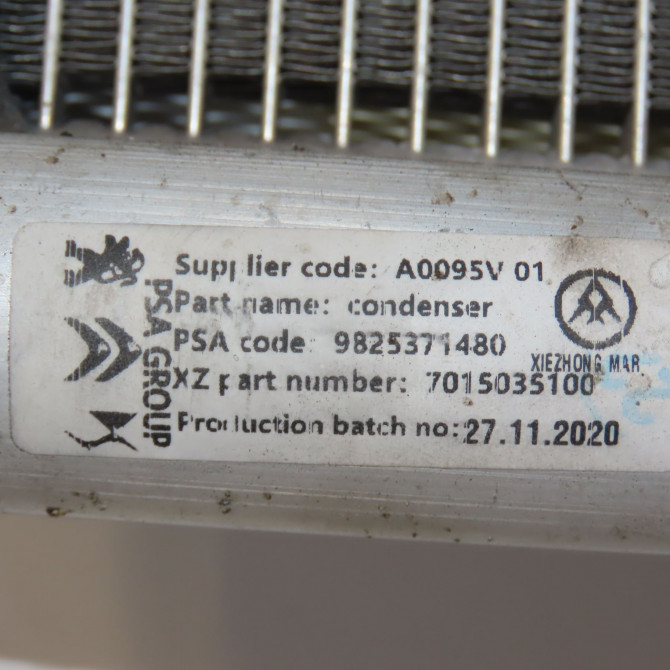 Supplier code: A0095V 01
Part name: condenser
PSA code: 9825371480
XZ part number: 7015035100
Production batch no:27.11.2020
XIEZHONG MAR
PSA GROUP